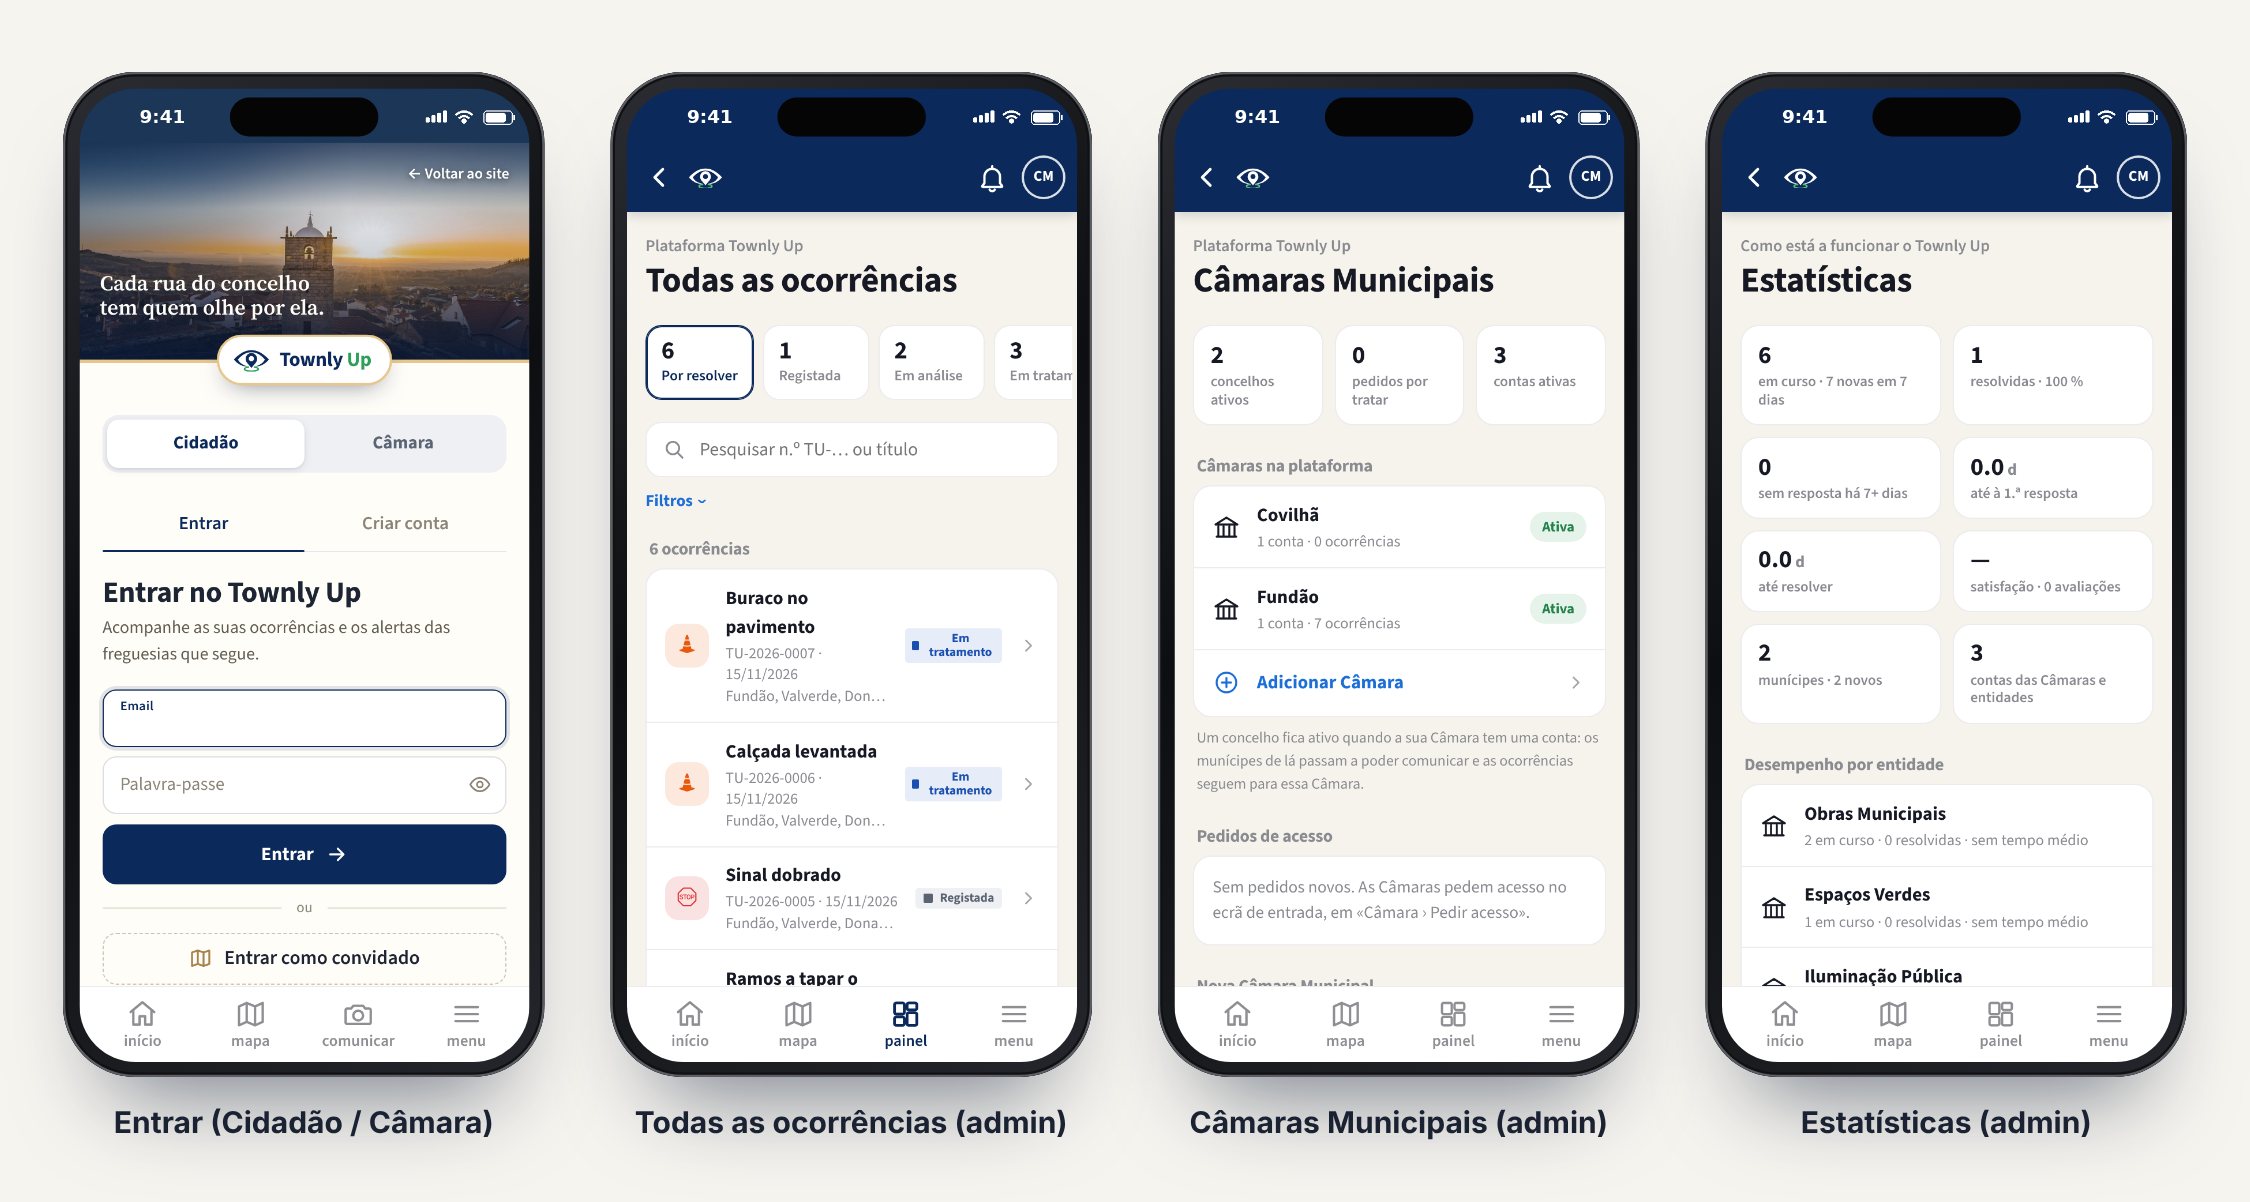 9:41
← Voltar ao site
Cada rua do concelho
tem quem olhe por ela.
Townly Up
Cidadão
Câmara
Entrar
Criar conta
Entrar no Townly Up
Acompanhe as suas ocorrências e os alertas das
freguesias que segue.
Email
Palavra-passe
Entrar →
ou
Entrar como convidado
início
mapa
comunicar
menu
Entrar (Cidadão / Câmara)
9:41
CM
Plataforma Townly Up
Todas as ocorrências
6
Por resolver
1
Registada
2
Em análise
3
Em tratam
Pesquisar n.º TU-… ou título
Filtros
6 ocorrências
Buraco no
pavimento
TU-2026-0007 ·
15/11/2026
Fundão, Valverde, Don…
Em
tratamento
Calçada levantada
TU-2026-0006 ·
15/11/2026
Fundão, Valverde, Don…
Em
tratamento
Sinal dobrado
TU-2026-0005 · 15/11/2026
Fundão, Valverde, Dona…
STOP
Registada
Ramos a tapar o
início
mapa
painel
menu
Todas as ocorrências (admin)
9:41
CM
Plataforma Townly Up
Câmaras Municipais
2
concelhos
ativos
0
pedidos por
tratar
3
contas ativas
Câmaras na plataforma
Covilhã
1 conta · 0 ocorrências
Ativa
Fundão
1 conta · 7 ocorrências
Ativa
Adicionar Câmara
Um concelho fica ativo quando a sua Câmara tem uma conta: os
munícipes de lá passam a poder comunicar e as ocorrências
seguem para essa Câmara.
Pedidos de acesso
Sem pedidos novos. As Câmaras pedem acesso no
ecrã de entrada, em «Câmara › Pedir acesso».
Nova Câmara Municipal
início
mapa
painel
menu
Câmaras Municipais (admin)
9:41
CM
Como está a funcionar o Townly Up
Estatísticas
6
em curso · 7 novas em 7
dias
1
resolvidas · 100 %
0
sem resposta há 7+ dias
0.0 d
até à 1.ª resposta
0.0 d
até resolver
—
satisfação · 0 avaliações
2
munícipes · 2 novos
3
contas das Câmaras e
entidades
Desempenho por entidade
Obras Municipais
2 em curso · 0 resolvidas · sem tempo médio
Espaços Verdes
1 em curso · 0 resolvidas · sem tempo médio
Iluminação Pública
início
mapa
painel
menu
Estatísticas (admin)